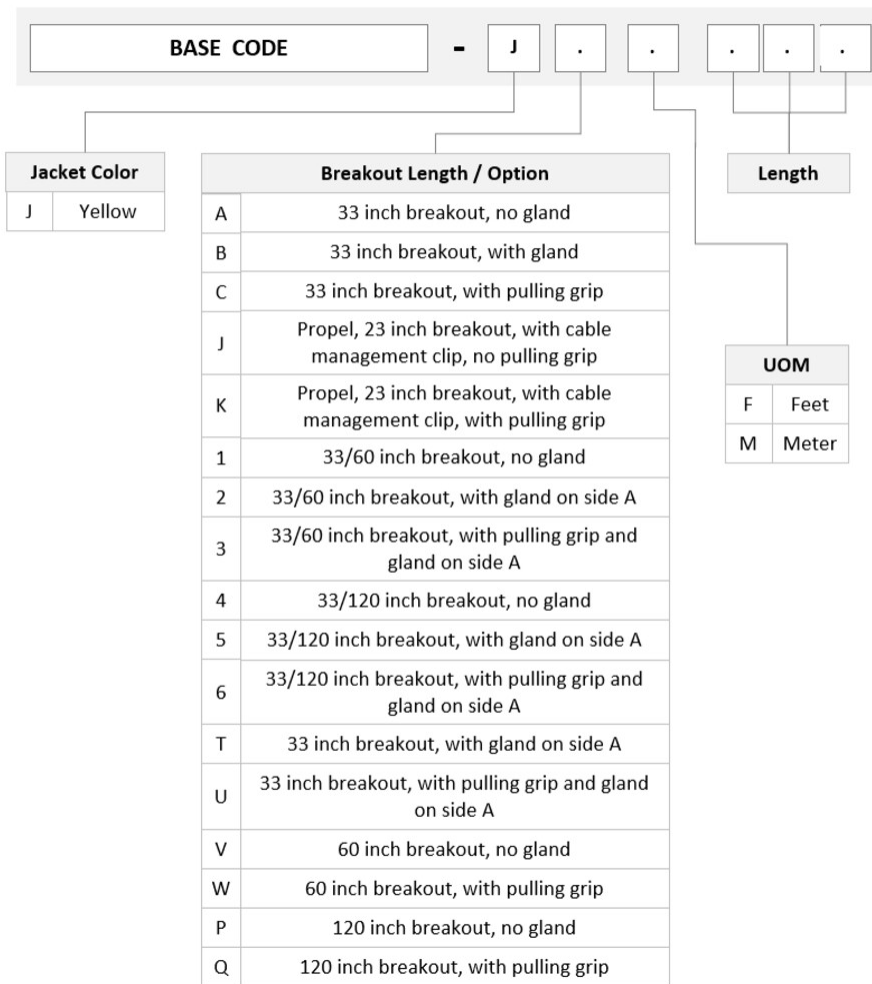 BASE CODE - J . . . . .
Jacket Color
J Yellow
Breakout Length / Option
A 33 inch breakout, no gland
B 33 inch breakout, with gland
C 33 inch breakout, with pulling grip
J Propel, 23 inch breakout, with cable
management clip, no pulling grip
K Propel, 23 inch breakout, with cable
management clip, with pulling grip
1 33/60 inch breakout, no gland
2 33/60 inch breakout, with gland on side A
3 33/60 inch breakout, with pulling grip and
gland on side A
4 33/120 inch breakout, no gland
5 33/120 inch breakout, with gland on side A
6 33/120 inch breakout, with pulling grip and
gland on side A
T 33 inch breakout, with gland on side A
U 33 inch breakout, with pulling grip and gland
on side A
V 60 inch breakout, no gland
W 60 inch breakout, with pulling grip
P 120 inch breakout, no gland
Q 120 inch breakout, with pulling grip
UOM
F Feet
M Meter
Length